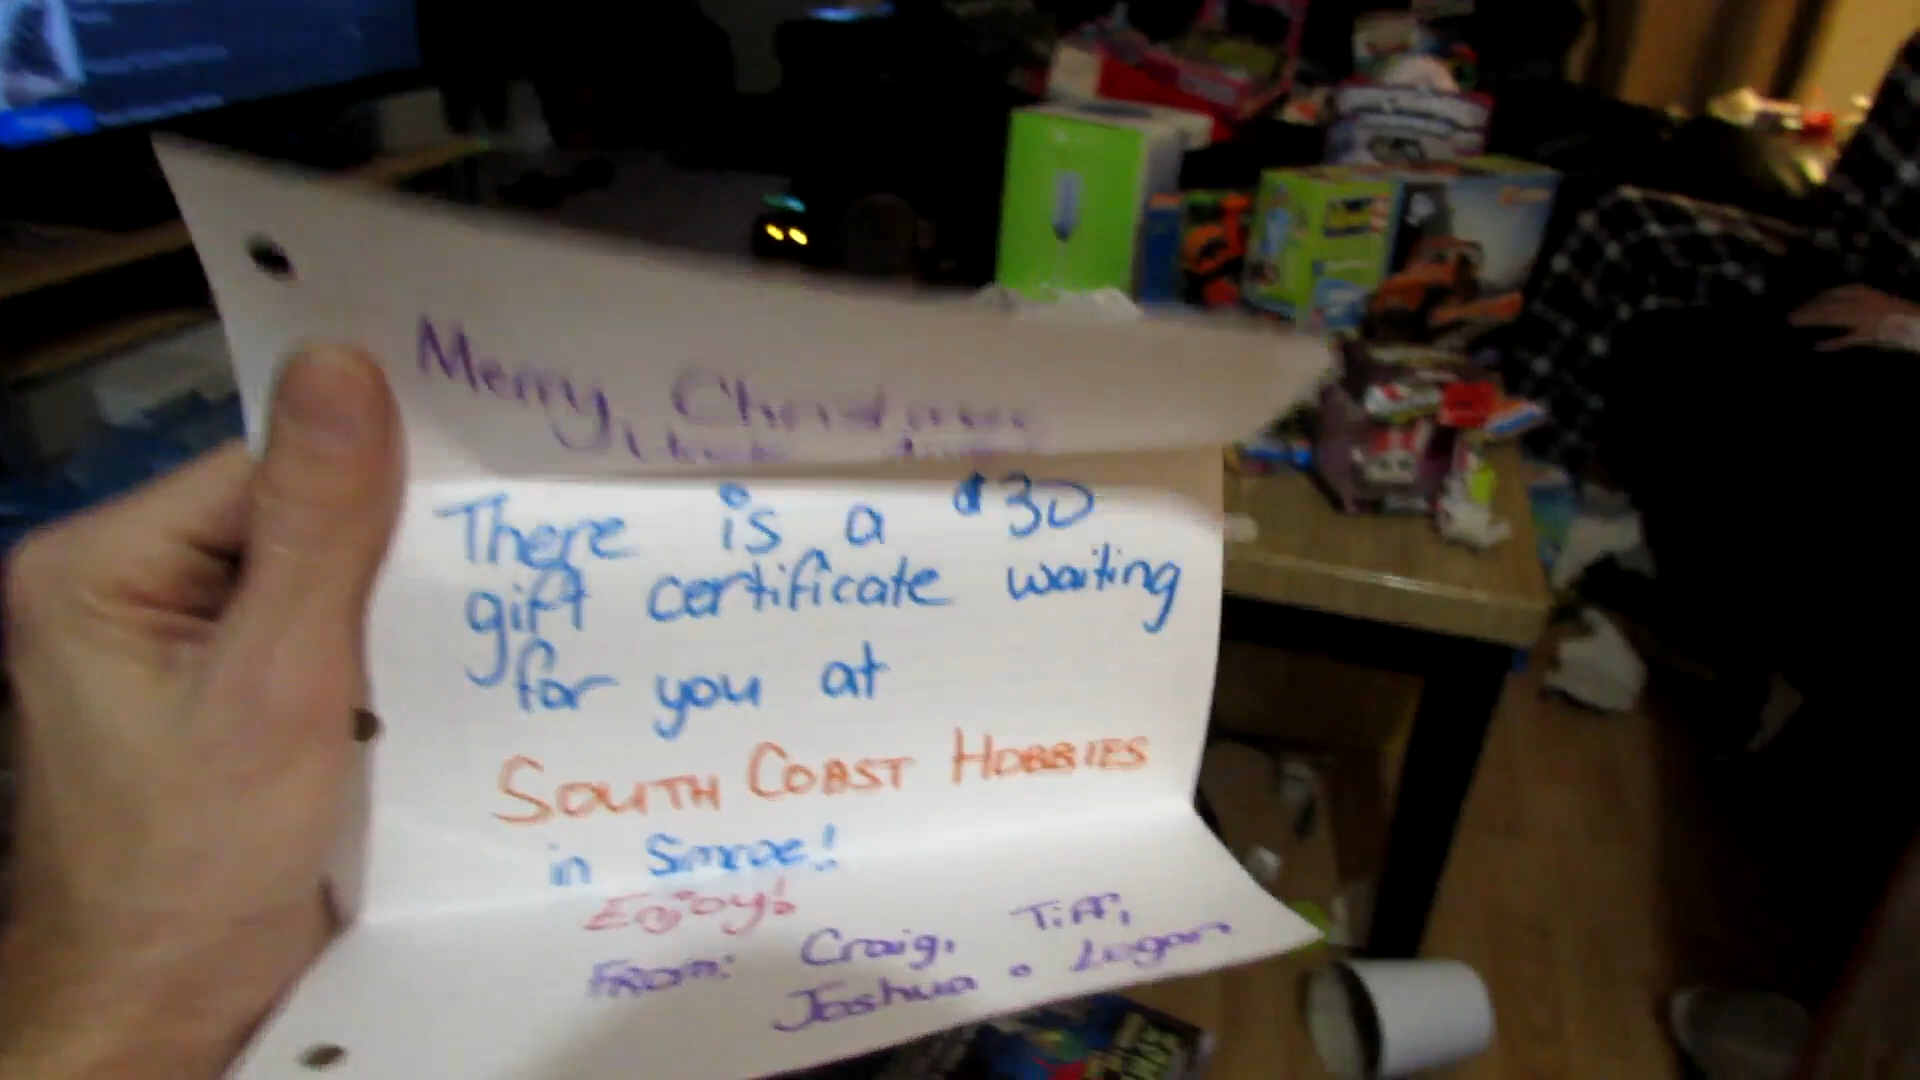 Merry Christmas
There is a $30
gift certificate waiting
for you at
SOUTH COAST HOBBIES
in Simcoe!
Enjoy!
From: Craig, Tiff,
Joshua & Logan